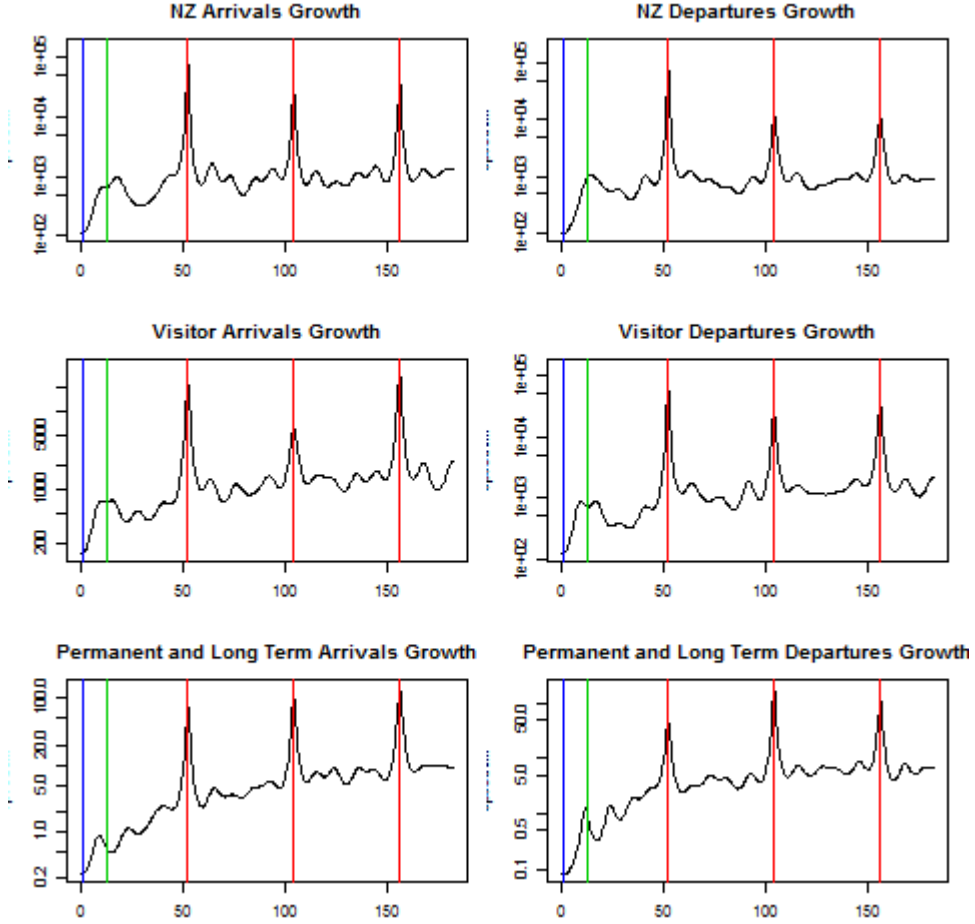 NZ Arrivals Growth
1e+05
1e+04
1e+03
1e+02
0 50 100 150
NZ Departures Growth
1e+05
1e+04
1e+03
1e+02
0 50 100 150
Visitor Arrivals Growth
5000
1000
200
0 50 100 150
Visitor Departures Growth
1e+05
1e+04
1e+03
1e+02
0 50 100 150
Permanent and Long Term Arrivals Growth
100.0
20.0
5.0
1.0
0.2
0 50 100 150
Permanent and Long Term Departures Growth
50.0
5.0
0.5
0.1
0 50 100 150